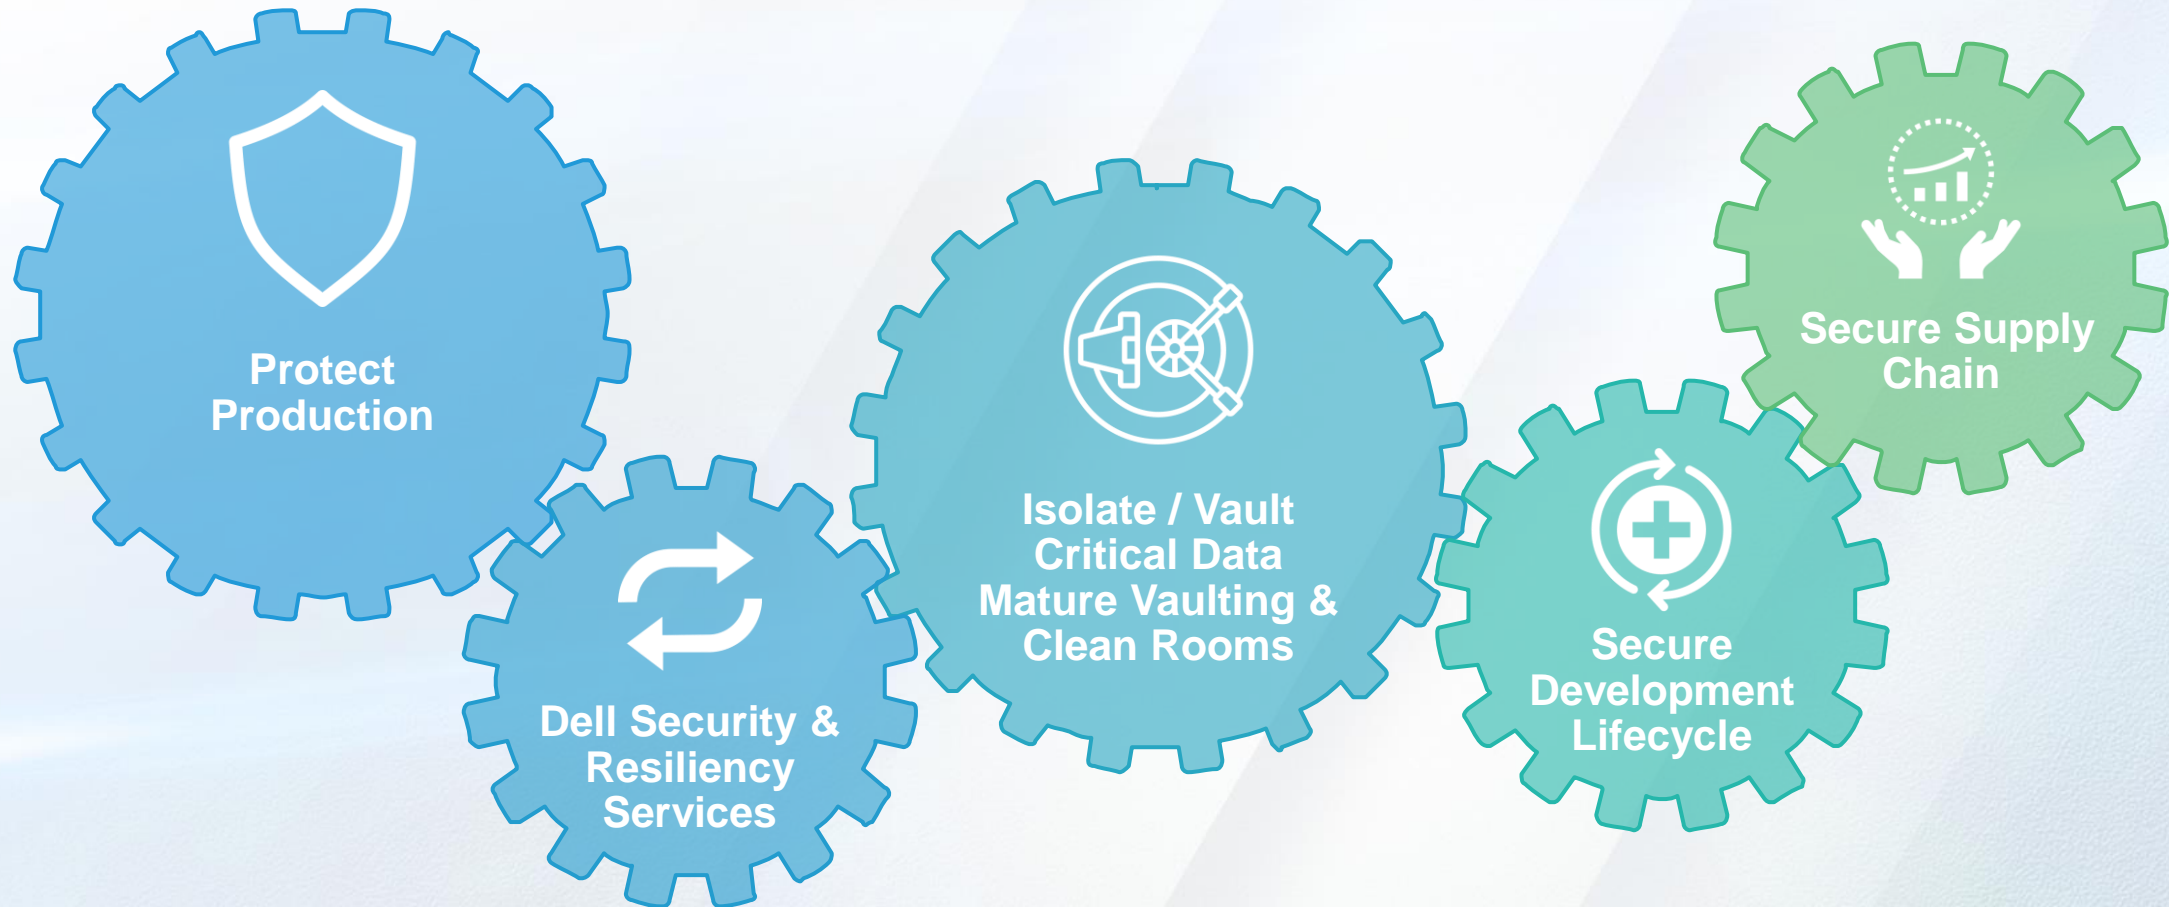 Protect
Production
Dell Security &
Resiliency
Services
Isolate / Vault
Critical Data
Mature Vaulting &
Clean Rooms
Secure
Development
Lifecycle
Secure Supply
Chain